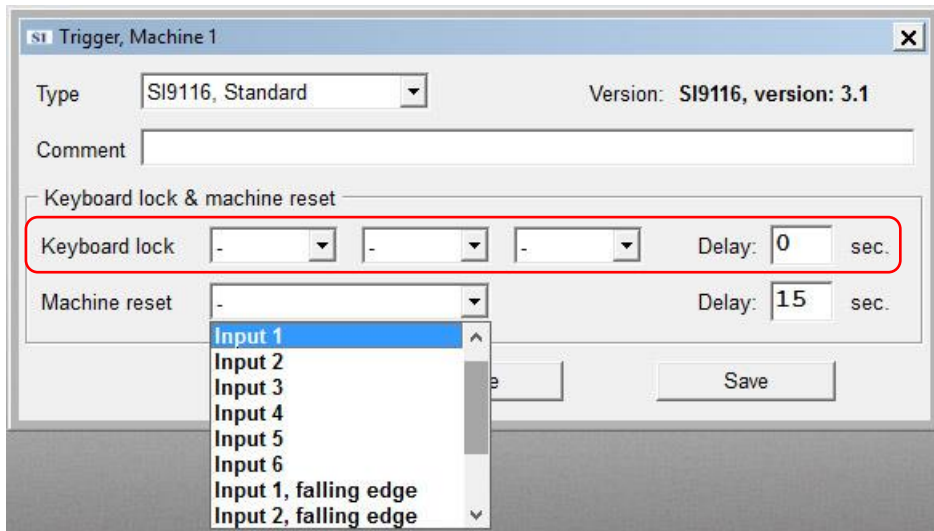 SI Trigger, Machine 1
Type SI9116, Standard Version: SI9116, version: 3.1
Comment
Keyboard lock & machine reset
Keyboard lock - - - Delay: 0 sec.
Machine reset - Delay: 15 sec.
Input 1
Input 2
Input 3
Input 4
Input 5
Input 6
Input 1, falling edge
Input 2, falling edge
Save